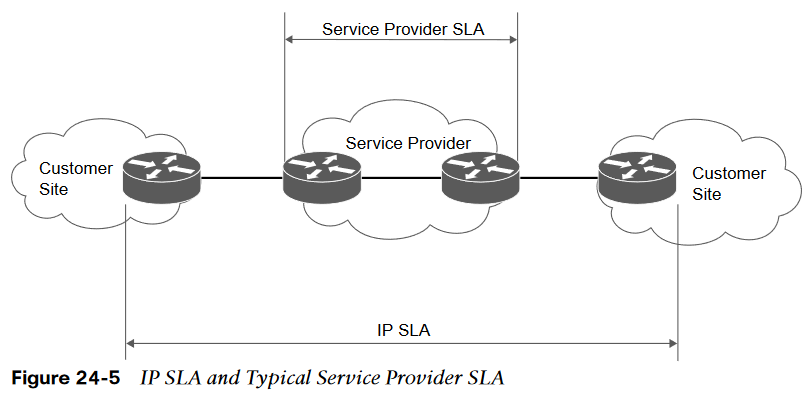 Service Provider SLA
Service Provider
Customer
Site
Customer
Site
IP SLA
Figure 24-5 IP SLA and Typical Service Provider SLA